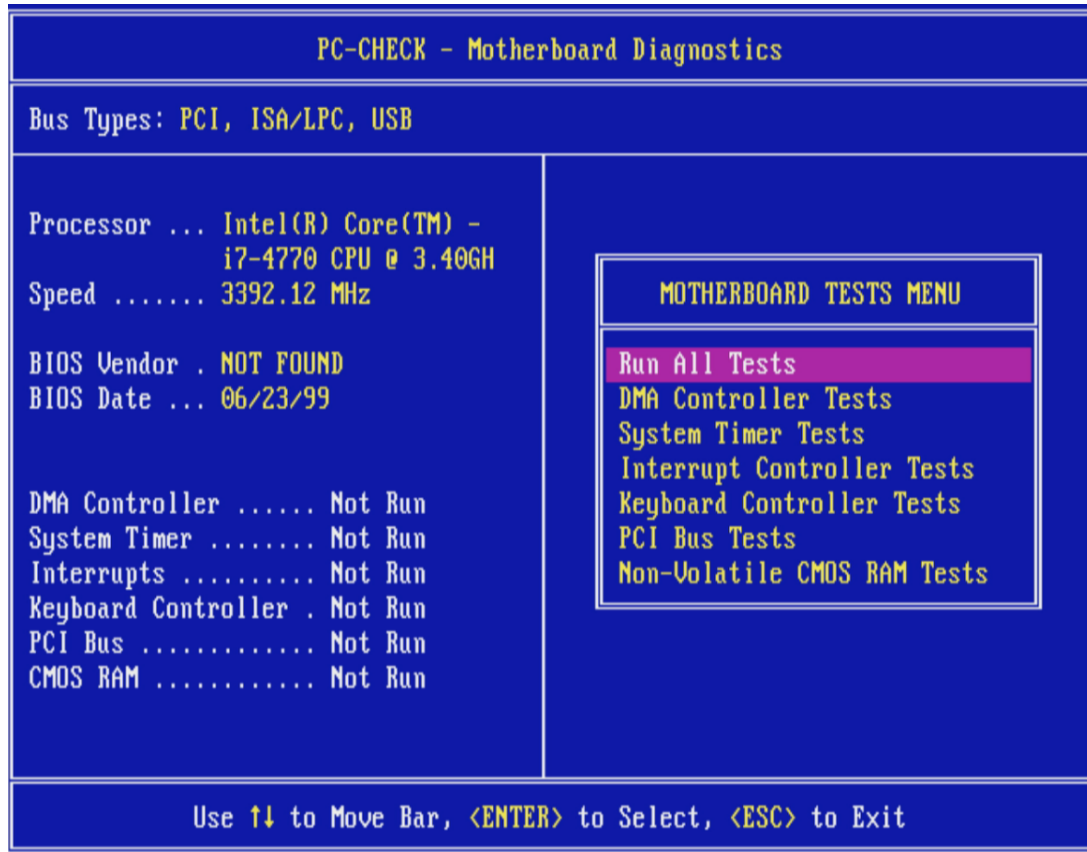 PC-CHECK - Motherboard Diagnostics
Bus Types: PCI, ISA/LPC, USB
Processor ... Intel(R) Core(TM) -
i7-4770 CPU @ 3.40GH
Speed ....... 3392.12 MHz
BIOS Vendor . NOT FOUND
BIOS Date ... 06/23/99
DMA Controller ...... Not Run
System Timer ........ Not Run
Interrupts .......... Not Run
Keyboard Controller . Not Run
PCI Bus ............. Not Run
CMOS RAM ............ Not Run
MOTHERBOARD TESTS MENU
Run All Tests
DMA Controller Tests
System Timer Tests
Interrupt Controller Tests
Keyboard Controller Tests
PCI Bus Tests
Non-Volatile CMOS RAM Tests
Use ↑↓ to Move Bar, <ENTER> to Select, <ESC> to Exit